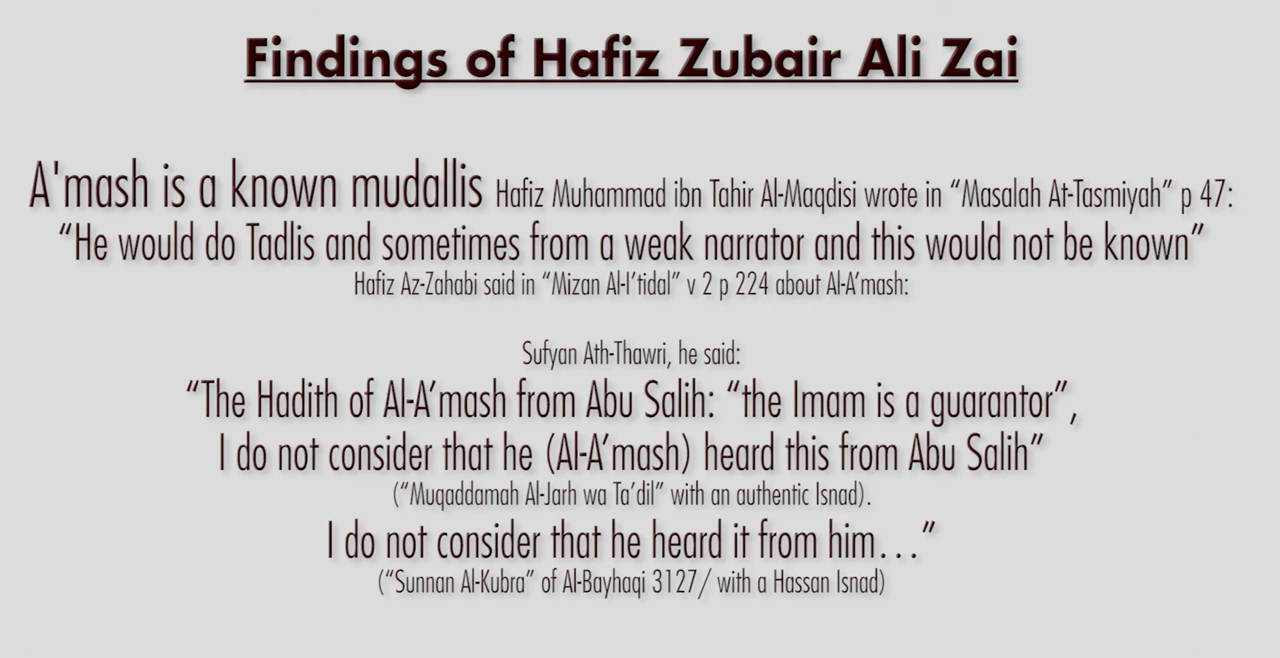 Findings of Hafiz Zubair Ali Zai
A'mash is a known mudallis Hafiz Muhammad ibn Tahir Al-Maqdisi wrote in “Masalah At-Tasmiyah” p 47:
“He would do Tadlis and sometimes from a weak narrator and this would not be known”
Hafiz Az-Zahabi said in “Mizan Al-I’tidal” v 2 p 224 about Al-A’mash:
Sufyan Ath-Thawri, he said:
“The Hadith of Al-A’mash from Abu Salih: “the Imam is a guarantor”,
I do not consider that he (Al-A’mash) heard this from Abu Salih”
(“Muqaddamah Al-Jarh wa Ta’dil” with an authentic Isnad).
I do not consider that he heard it from him...”
(“Sunnan Al-Kubra” of Al-Bayhaqi 3127/ with a Hassan Isnad)